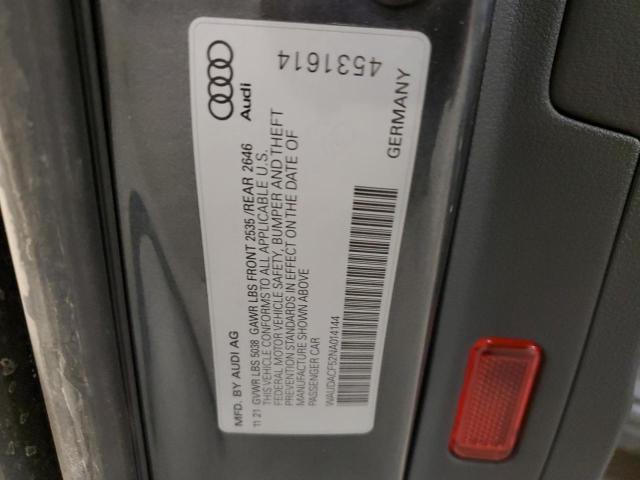 Audi
4531614
MFD. BY AUDI AG
11 21 GVWR LBS 5038 GAWR LBS FRONT 2535 /REAR 2646
THIS VEHICLE CONFORMS TO ALL APPLICABLE U.S.
FEDERAL MOTOR VEHICLE SAFETY, BUMPER AND THEFT
PREVENTION STANDARDS IN EFFECT ON THE DATE OF
MANUFACTURE SHOWN ABOVE
PASSENGER CAR
WAUDACF52NA014144
GERMANY